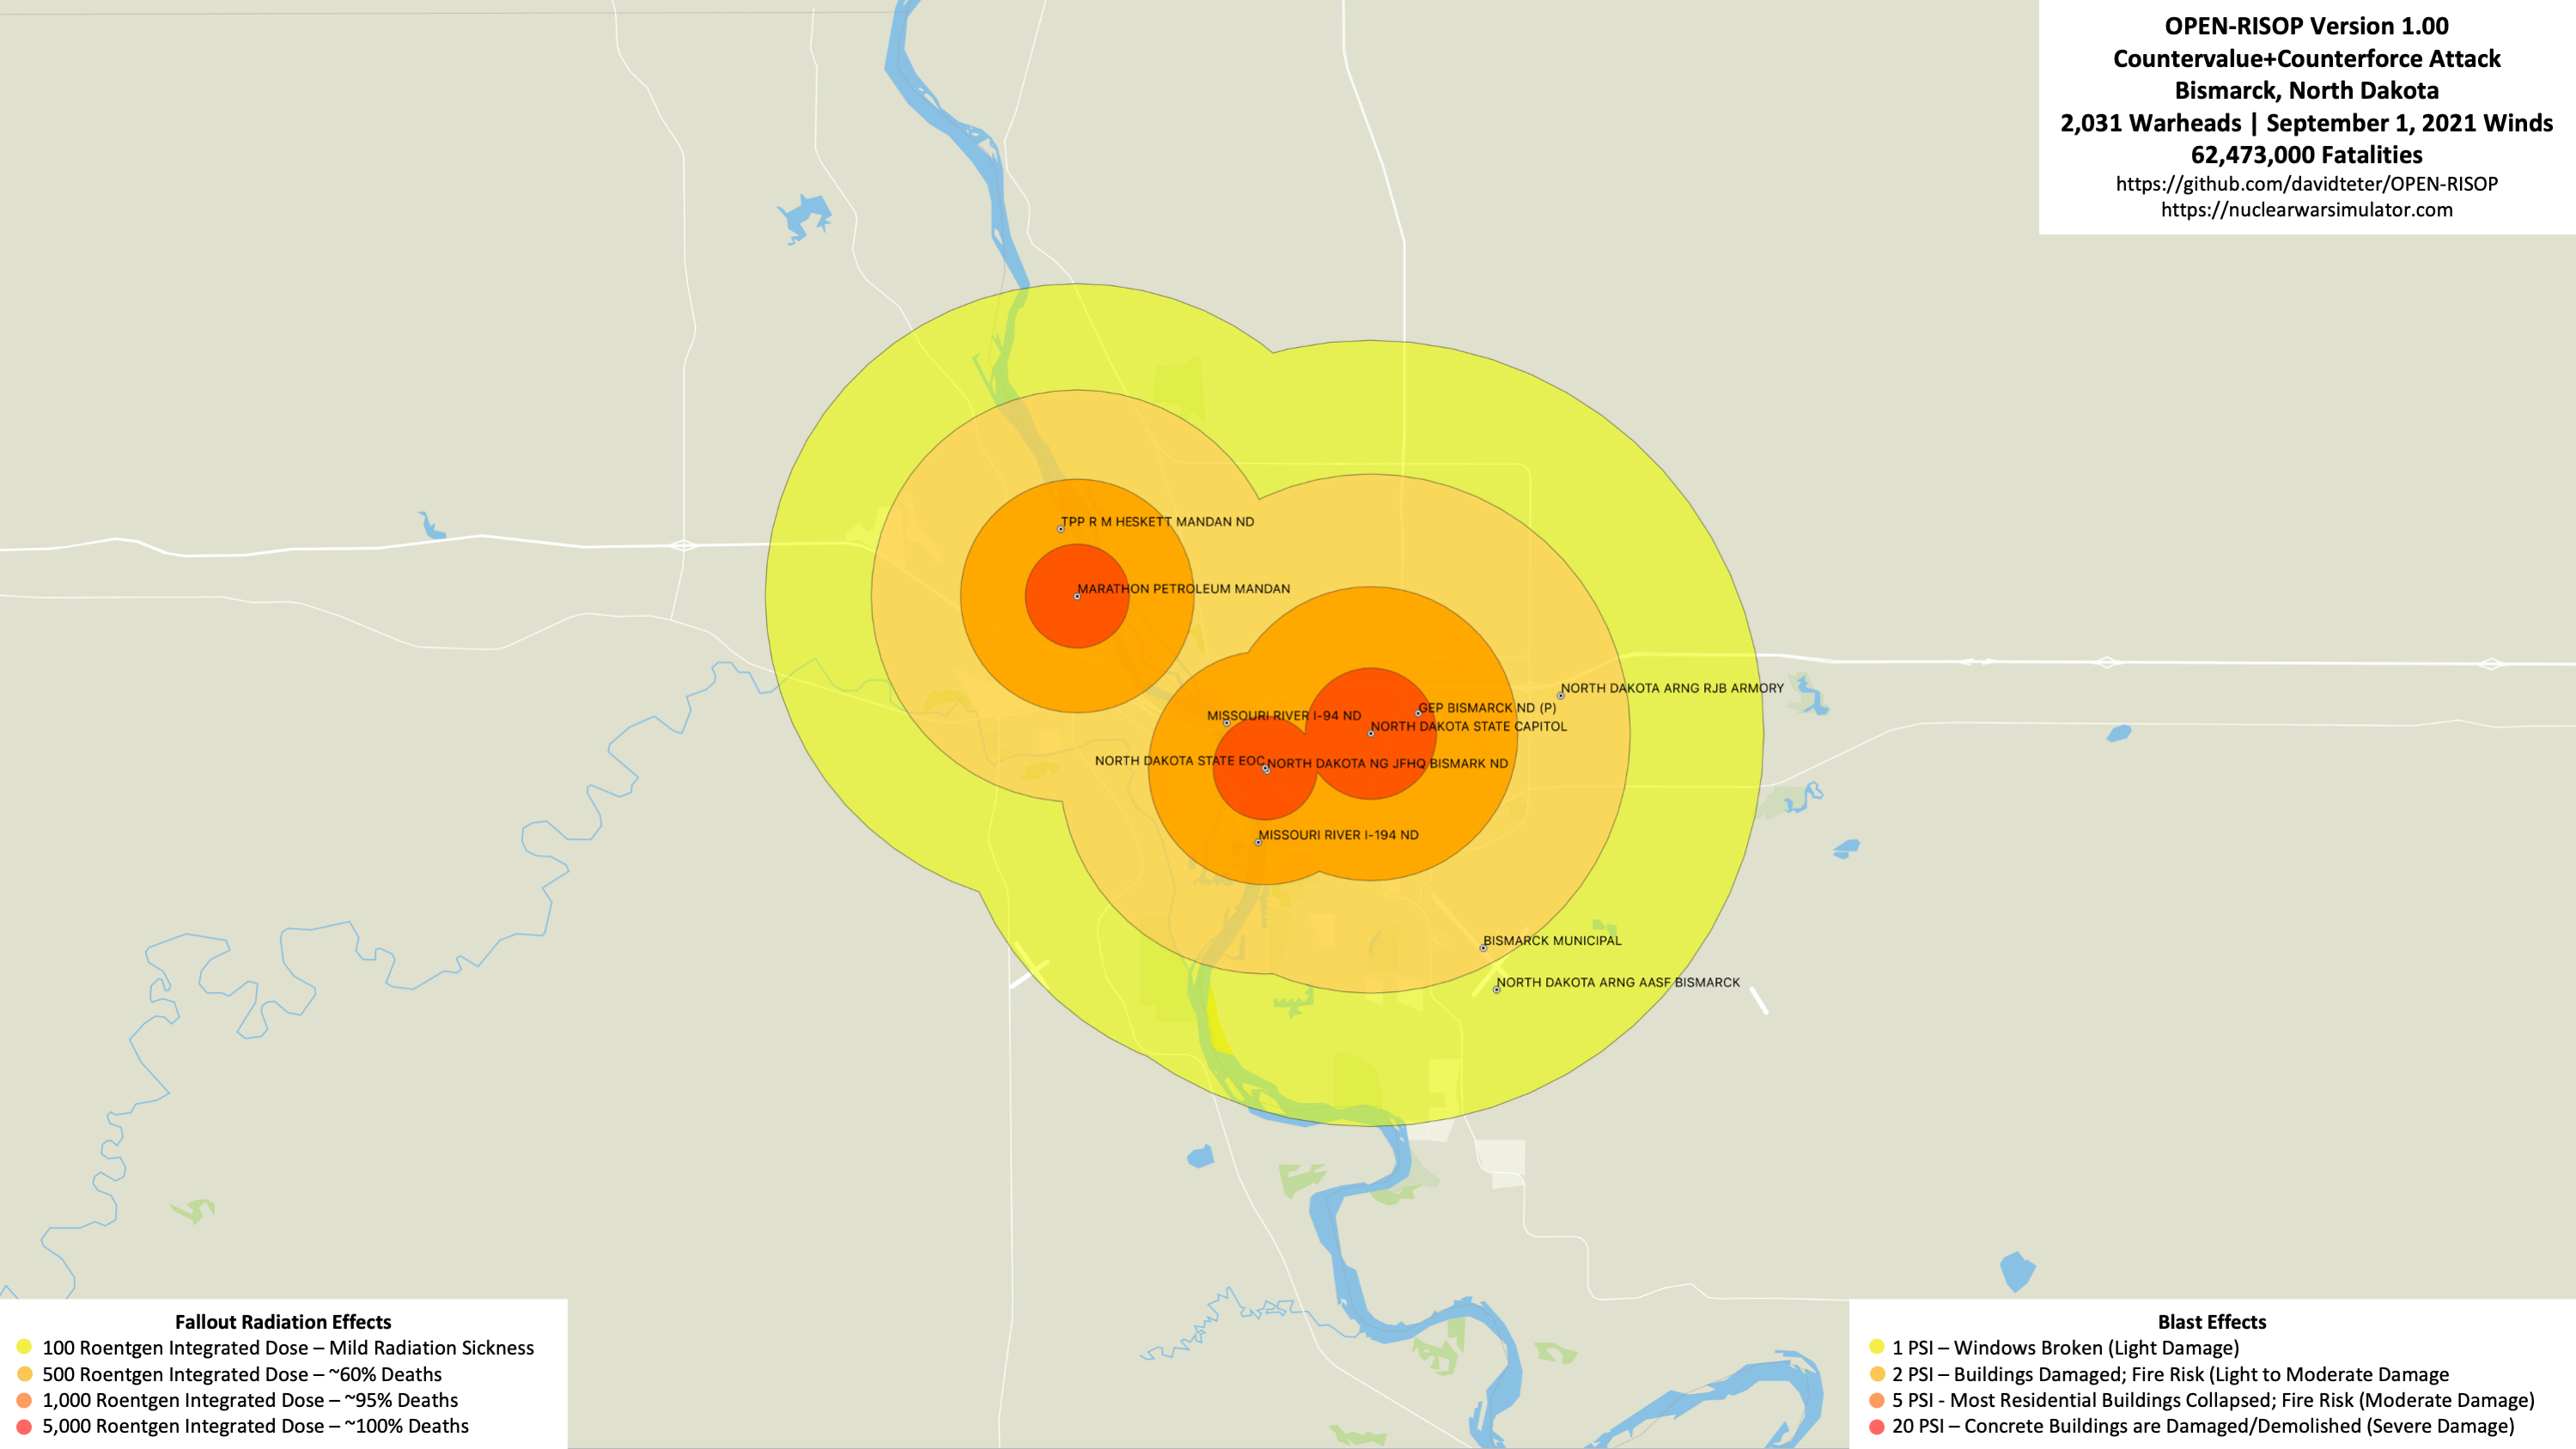 OPEN-RISOP Version 1.00
Countervalue+Counterforce Attack
Bismarck, North Dakota
2,031 Warheads | September 1, 2021 Winds
62,473,000 Fatalities
https://github.com/davidteter/OPEN-RISOP
https://nuclearwarsimulator.com
TPP R M HESKETT MANDAN ND
MARATHON PETROLEUM MANDAN
NORTH DAKOTA ARNG RJB ARMORY
GEP BISMARCK ND (P)
MISSOURI RIVER I-94 ND
NORTH DAKOTA STATE CAPITOL
NORTH DAKOTA STATE EOC
NORTH DAKOTA NG JFHQ BISMARK ND
MISSOURI RIVER I-194 ND
BISMARCK MUNICIPAL
NORTH DAKOTA ARNG AASF BISMARCK
Fallout Radiation Effects
100 Roentgen Integrated Dose – Mild Radiation Sickness
500 Roentgen Integrated Dose – ~60% Deaths
1,000 Roentgen Integrated Dose – ~95% Deaths
5,000 Roentgen Integrated Dose – ~100% Deaths
Blast Effects
1 PSI – Windows Broken (Light Damage)
2 PSI – Buildings Damaged; Fire Risk (Light to Moderate Damage
5 PSI - Most Residential Buildings Collapsed; Fire Risk (Moderate Damage)
20 PSI – Concrete Buildings are Damaged/Demolished (Severe Damage)